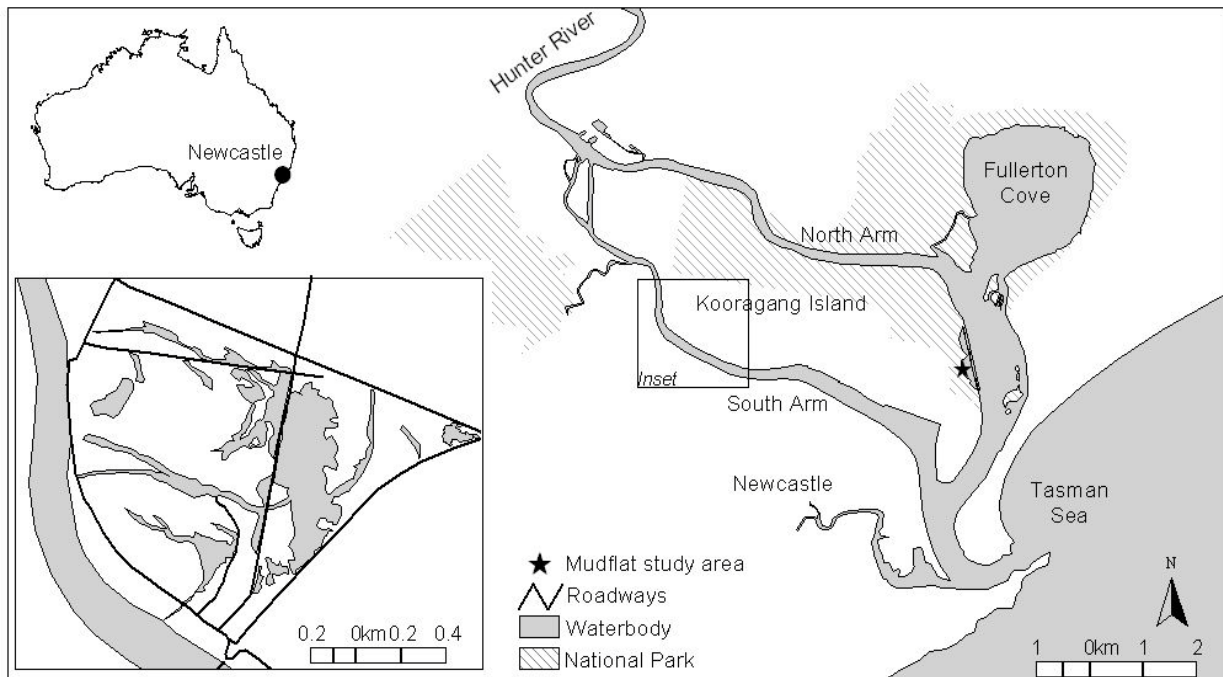 Newcastle
Hunter River
Fullerton
Cove
North Arm
Kooragang Island
Inset
South Arm
Newcastle
Tasman
Sea
Mudflat study area
Roadways
Waterbody
National Park
0.2 0km 0.2 0.4
N
1 0km 1 2